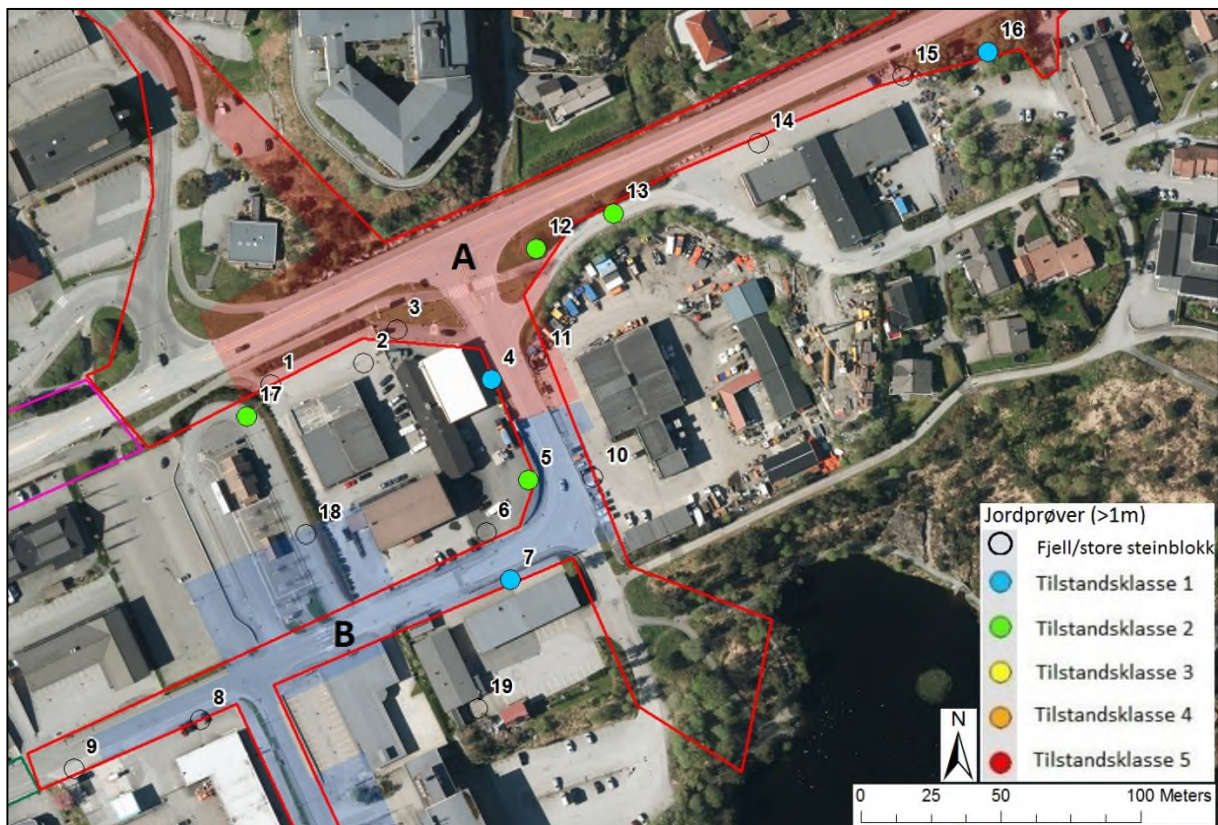 16
15
14
13
12
A
3
11
2
4
1
17
5
10
6
18
7
B
19
8
9
Jordprøver (>1m)
Fjell/store steinblokk
Tilstandsklasse 1
Tilstandsklasse 2
Tilstandsklasse 3
Tilstandsklasse 4
Tilstandsklasse 5
N
0 25 50 100 Meters